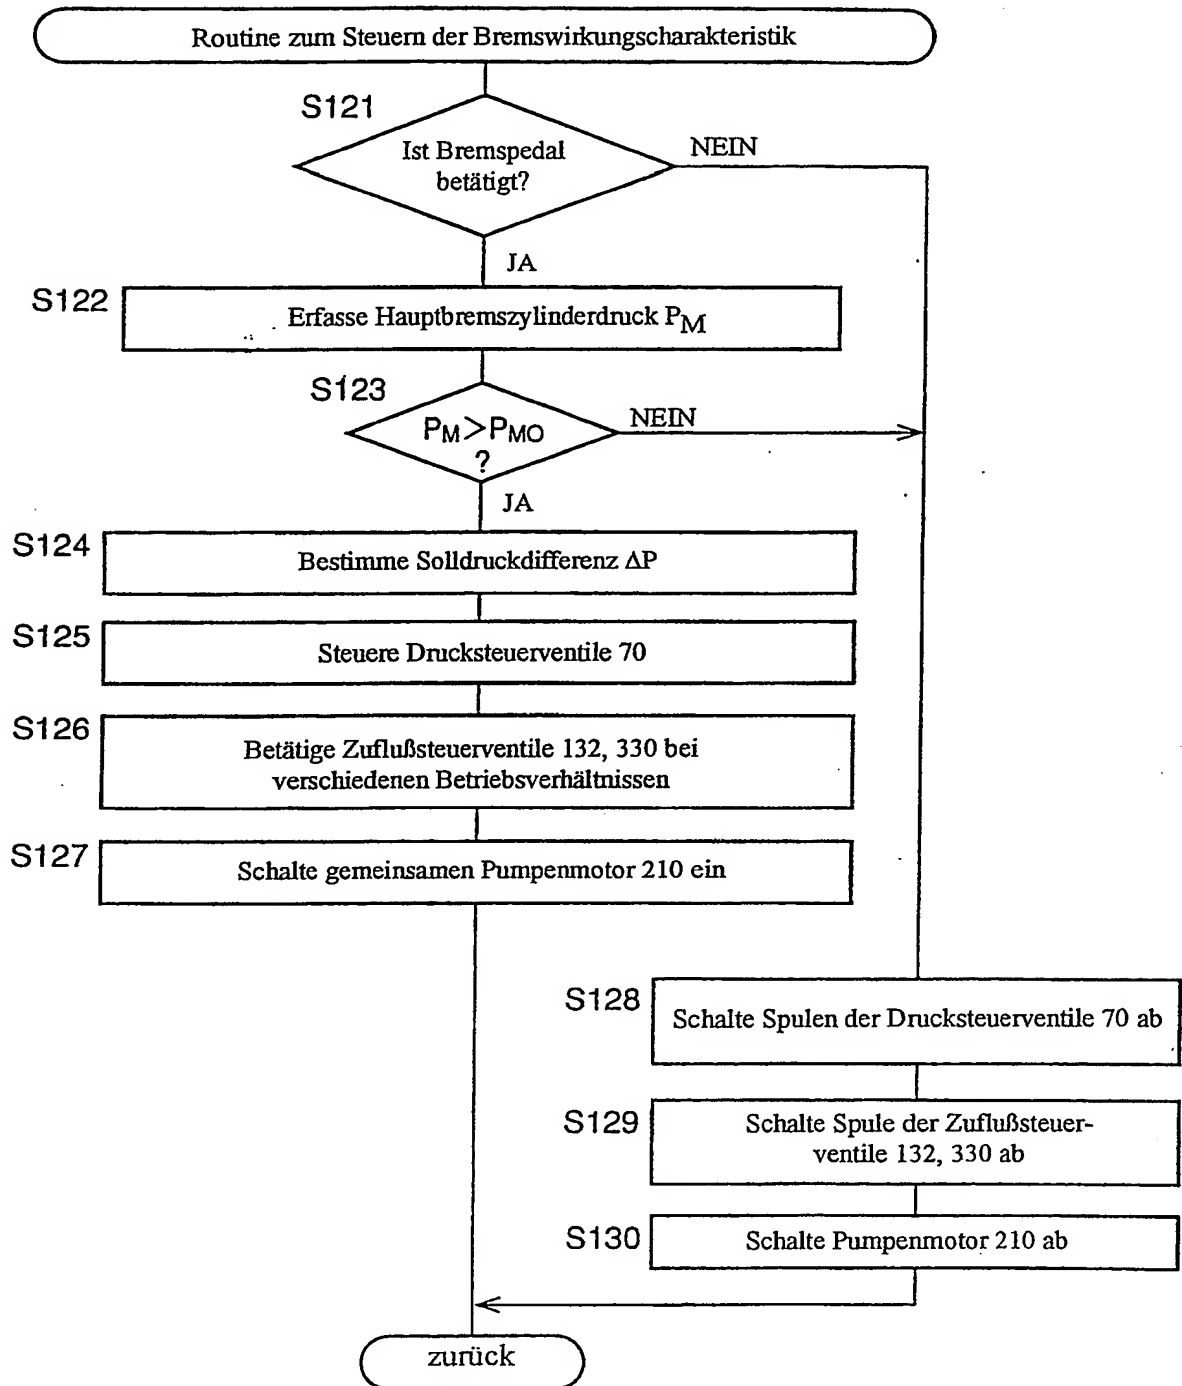 Routine zum Steuern der Bremswirkungscharakteristik
S121
Ist Bremspedal
betätigt?
NEIN
JA
S122
Erfasse Hauptbremszylinderdruck PM
S123
PM>PMO
?
NEIN
JA
S124
Bestimme Solldruckdifferenz ΔP
S125
Steuere Drucksteuerventile 70
S126
Betätige Zuflußsteuerventile 132, 330 bei
verschiedenen Betriebsverhältnissen
S127
Schalte gemeinsamen Pumpenmotor 210 ein
S128
Schalte Spulen der Drucksteuerventile 70 ab
S129
Schalte Spule der Zuflußsteuer-
ventile 132, 330 ab
S130
Schalte Pumpenmotor 210 ab
zurück